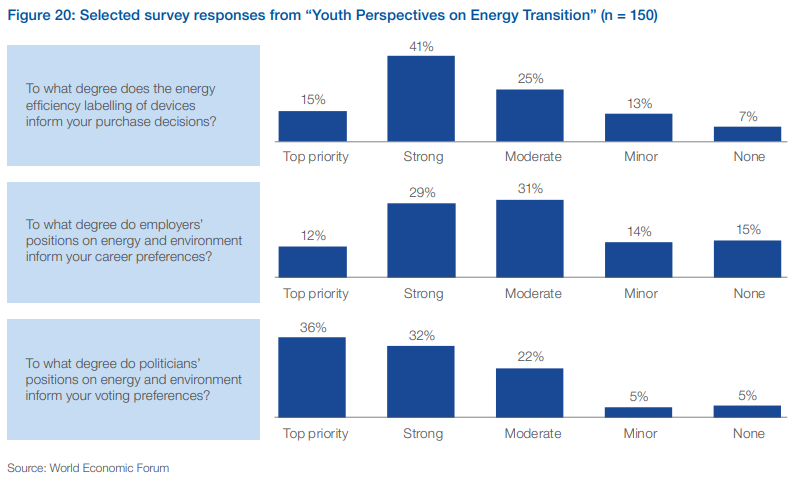 Figure 20: Selected survey responses from “Youth Perspectives on Energy Transition” (n = 150)
To what degree does the energy
efficiency labelling of devices
inform your purchase decisions?
15%
41%
25%
13%
7%
Top priority
Strong
Moderate
Minor
None
To what degree do employers’
positions on energy and environment
inform your career preferences?
12%
29%
31%
14%
15%
Top priority
Strong
Moderate
Minor
None
To what degree do politicians’
positions on energy and environment
inform your voting preferences?
36%
32%
22%
5%
5%
Top priority
Strong
Moderate
Minor
None
Source: World Economic Forum